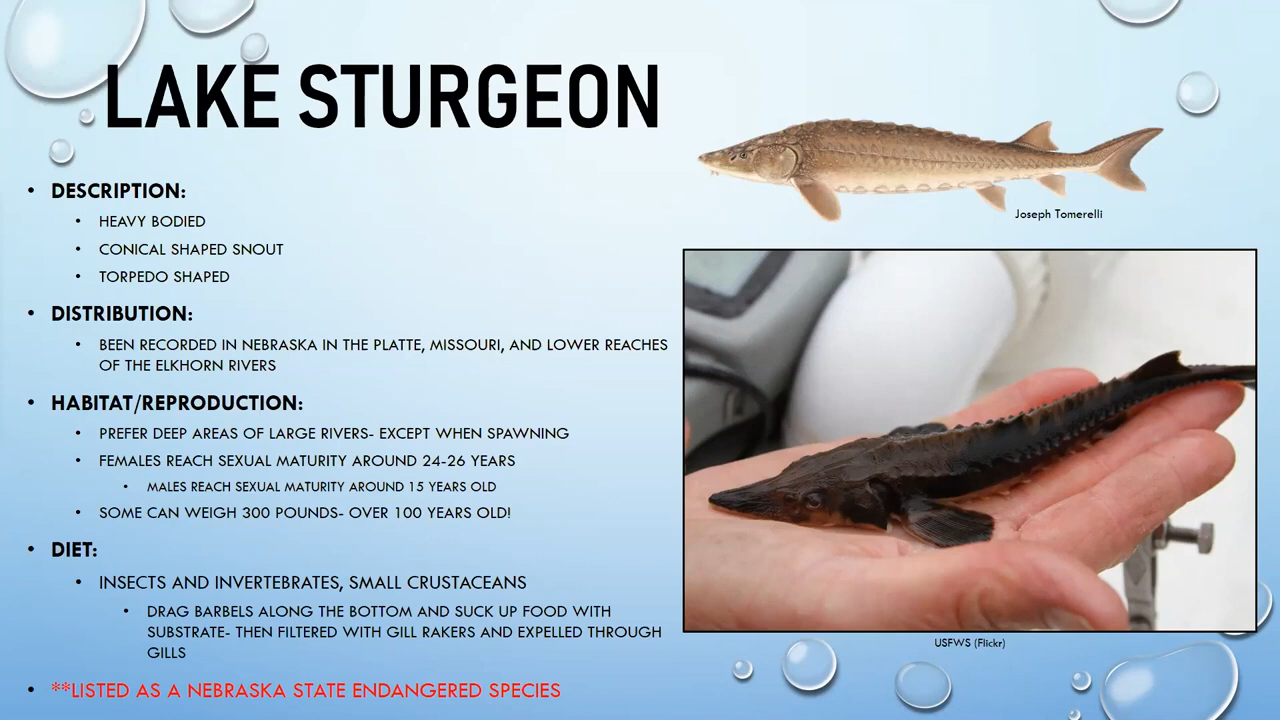 LAKE STURGEON
Joseph Tomerelli
• DESCRIPTION:
• HEAVY BODIED
• CONICAL SHAPED SNOUT
• TORPEDO SHAPED
• DISTRIBUTION:
• BEEN RECORDED IN NEBRASKA IN THE PLATTE, MISSOURI, AND LOWER REACHES
OF THE ELKHORN RIVERS
• HABITAT/REPRODUCTION:
• PREFER DEEP AREAS OF LARGE RIVERS- EXCEPT WHEN SPAWNING
• FEMALES REACH SEXUAL MATURITY AROUND 24-26 YEARS
• MALES REACH SEXUAL MATURITY AROUND 15 YEARS OLD
• SOME CAN WEIGH 300 POUNDS- OVER 100 YEARS OLD!
• DIET:
• INSECTS AND INVERTEBRATES, SMALL CRUSTACEANS
• DRAG BARBELS ALONG THE BOTTOM AND SUCK UP FOOD WITH
SUBSTRATE- THEN FILTERED WITH GILL RAKERS AND EXPELLED THROUGH
GILLS
• **LISTED AS A NEBRASKA STATE ENDANGERED SPECIES
USFWS (Flickr)